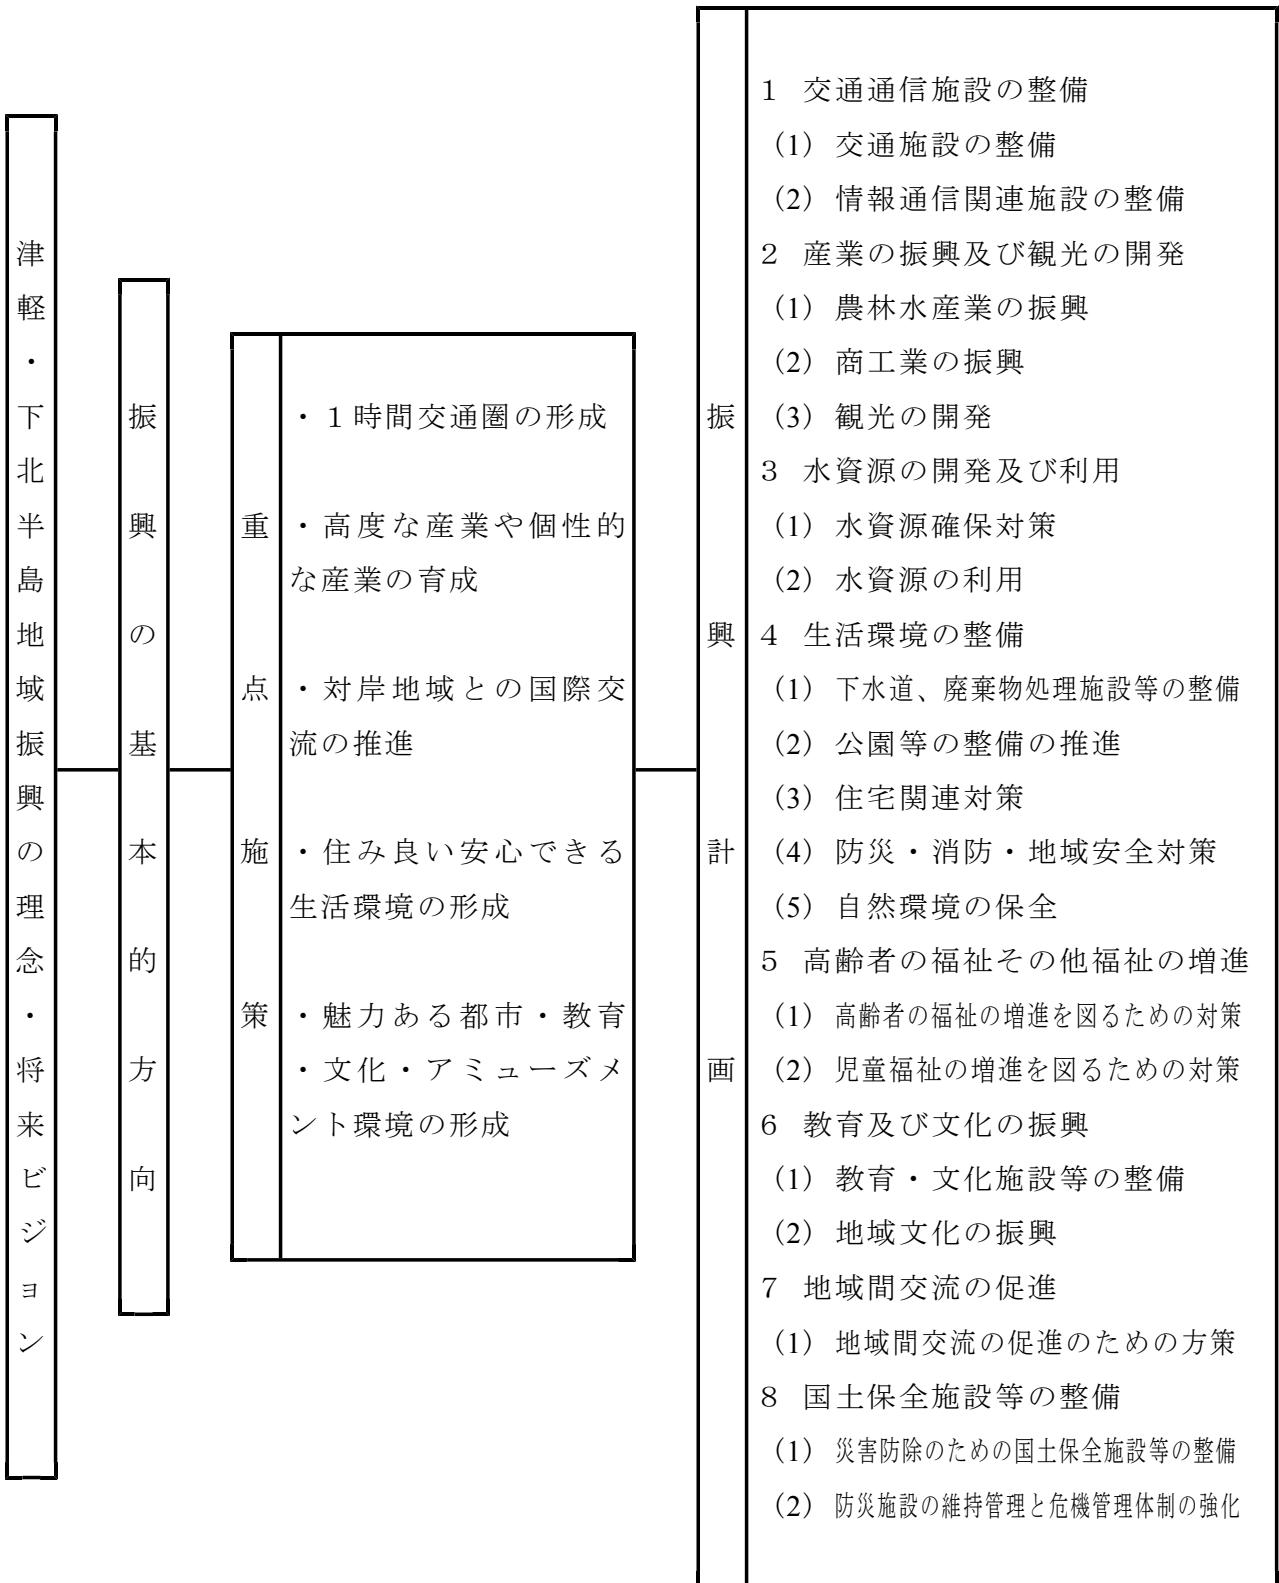 津軽・下北半島地域振興の理念・将来ビジョン
振興の基本的方向
重点施策
・１時間交通圏の形成
・高度な産業や個性的
な産業の育成
・対岸地域との国際交
流の推進
・住み良い安心できる
生活環境の形成
・魅力ある都市・教育
・文化・アミューズメ
ント環境の形成
振興計画
１ 交通通信施設の整備
(1) 交通施設の整備
(2) 情報通信関連施設の整備
２ 産業の振興及び観光の開発
(1) 農林水産業の振興
(2) 商工業の振興
(3) 観光の開発
３ 水資源の開発及び利用
(1) 水資源確保対策
(2) 水資源の利用
４ 生活環境の整備
(1) 下水道、廃棄物処理施設等の整備
(2) 公園等の整備の推進
(3) 住宅関連対策
(4) 防災・消防・地域安全対策
(5) 自然環境の保全
５ 高齢者の福祉その他福祉の増進
(1) 高齢者の福祉の増進を図るための対策
(2) 児童福祉の増進を図るための対策
６ 教育及び文化の振興
(1) 教育・文化施設等の整備
(2) 地域文化の振興
７ 地域間交流の促進
(1) 地域間交流の促進のための方策
８ 国土保全施設等の整備
(1) 災害防除のための国土保全施設等の整備
(2) 防災施設の維持管理と危機管理体制の強化